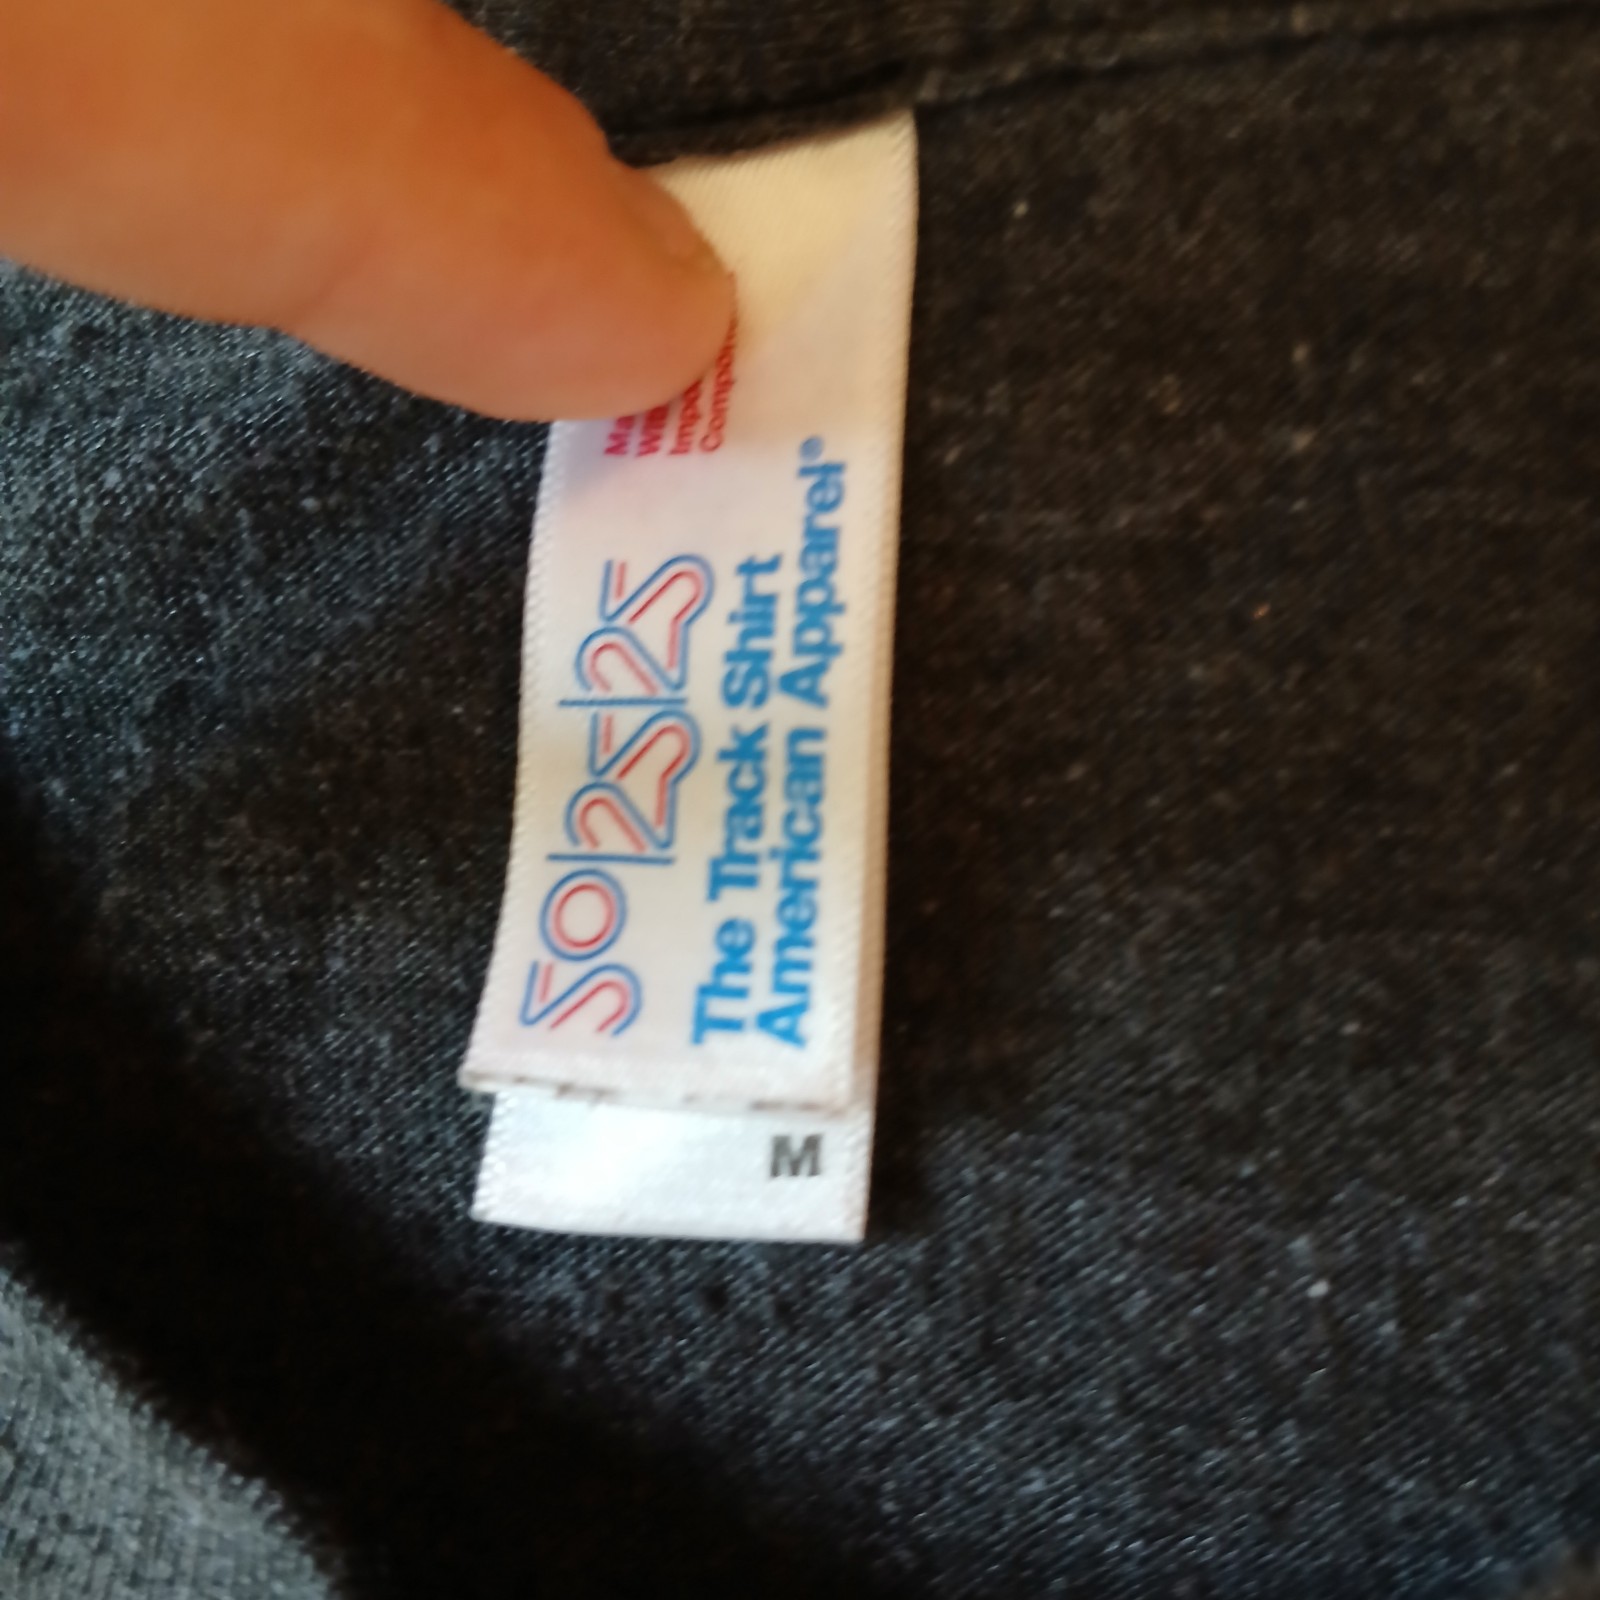 50|25|25
The Track Shirt
American Apparel®
M